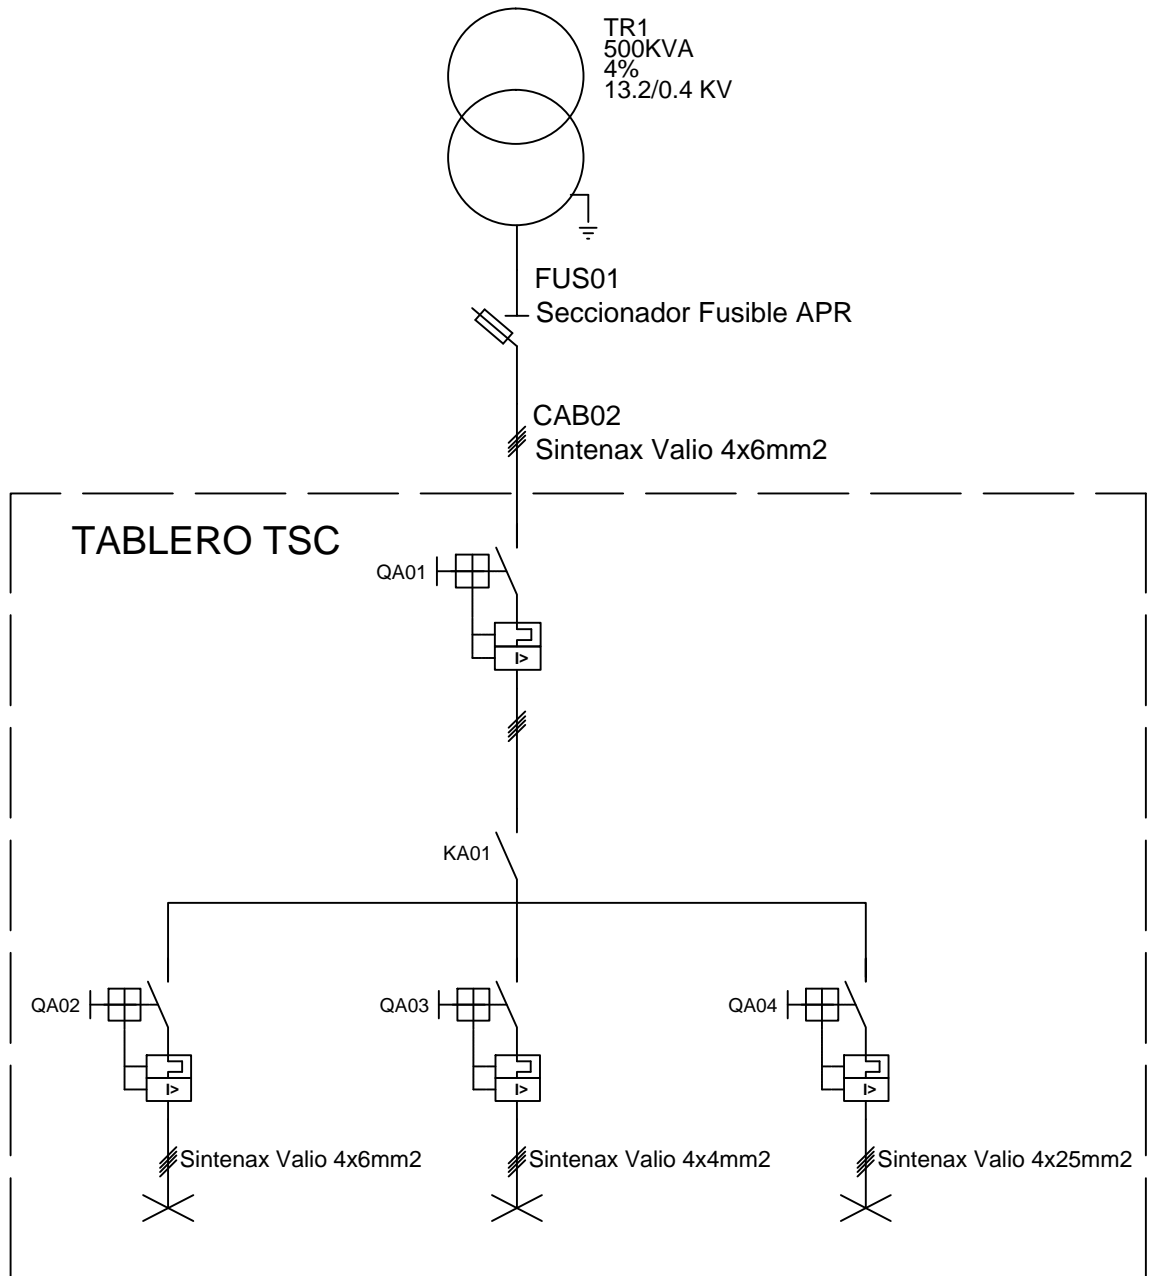 TR1
500KVA
4%
13.2/0.4 KV
FUS01
Seccionador Fusible APR
CAB02
Sintenax Valio 4x6mm2
TABLERO TSC
QA01
I>
KA01
QA02
QA03
QA04
I>
I>
I>
Sintenax Valio 4x6mm2
Sintenax Valio 4x4mm2
Sintenax Valio 4x25mm2